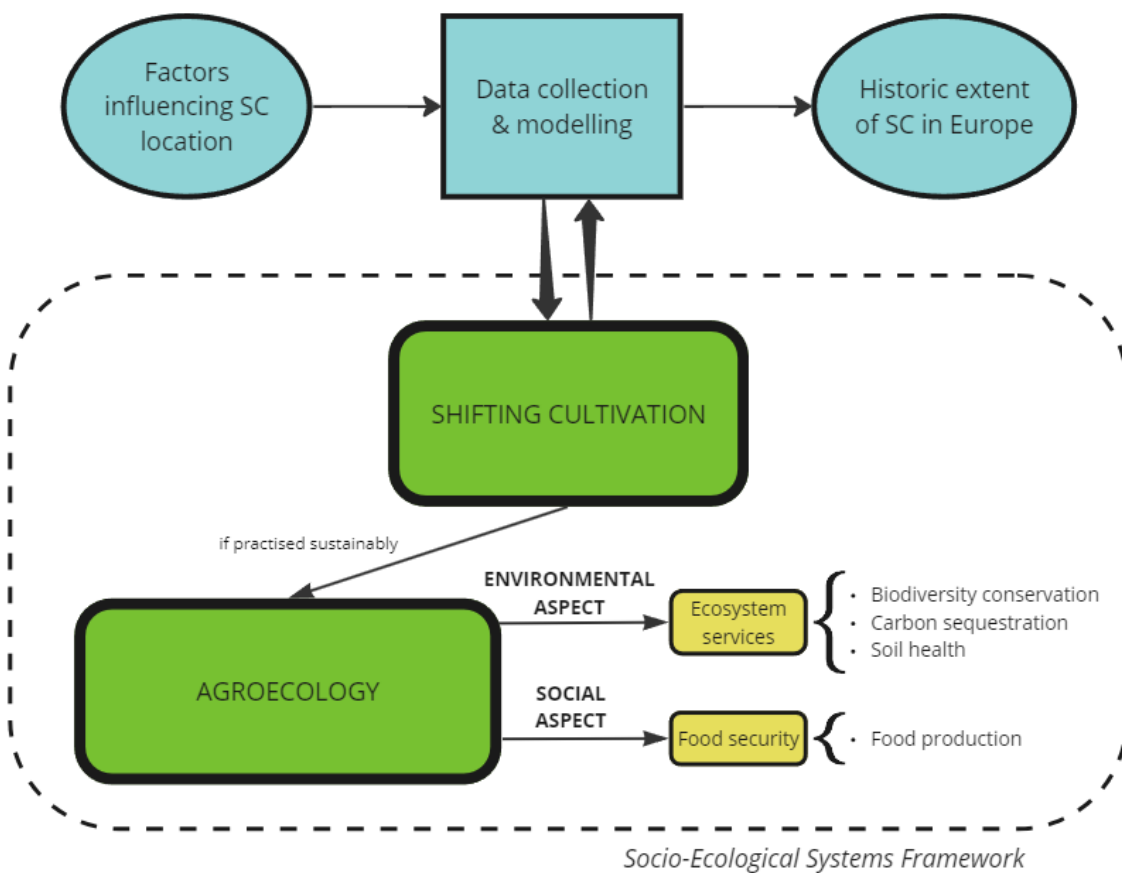 Factors
influencing SC
location
Data collection
& modelling
Historic extent
of SC in Europe
SHIFTING CULTIVATION
if practised sustainably
AGROECOLOGY
ENVIRONMENTAL
ASPECT
Ecosystem
services
• Biodiversity conservation
• Carbon sequestration
• Soil health
SOCIAL
ASPECT
Food security
• Food production
Socio-Ecological Systems Framework